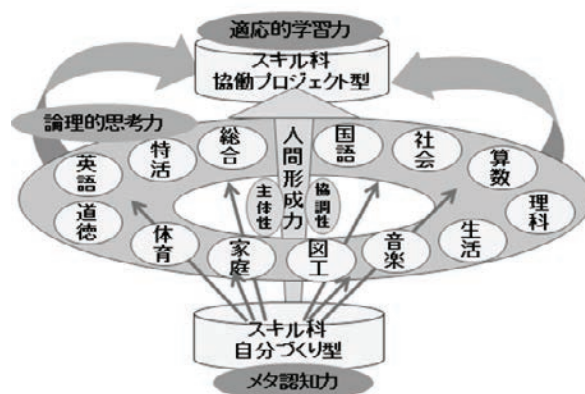 適応的学習力
スキル科
協働プロジェクト型
論理的思考力
英語
特活
総合
人間形成力
国語
社会
算数
理科
主体性
協調性
道徳
体育
家庭
図工
音楽
生活
スキル科
自分づくり型
メタ認知力